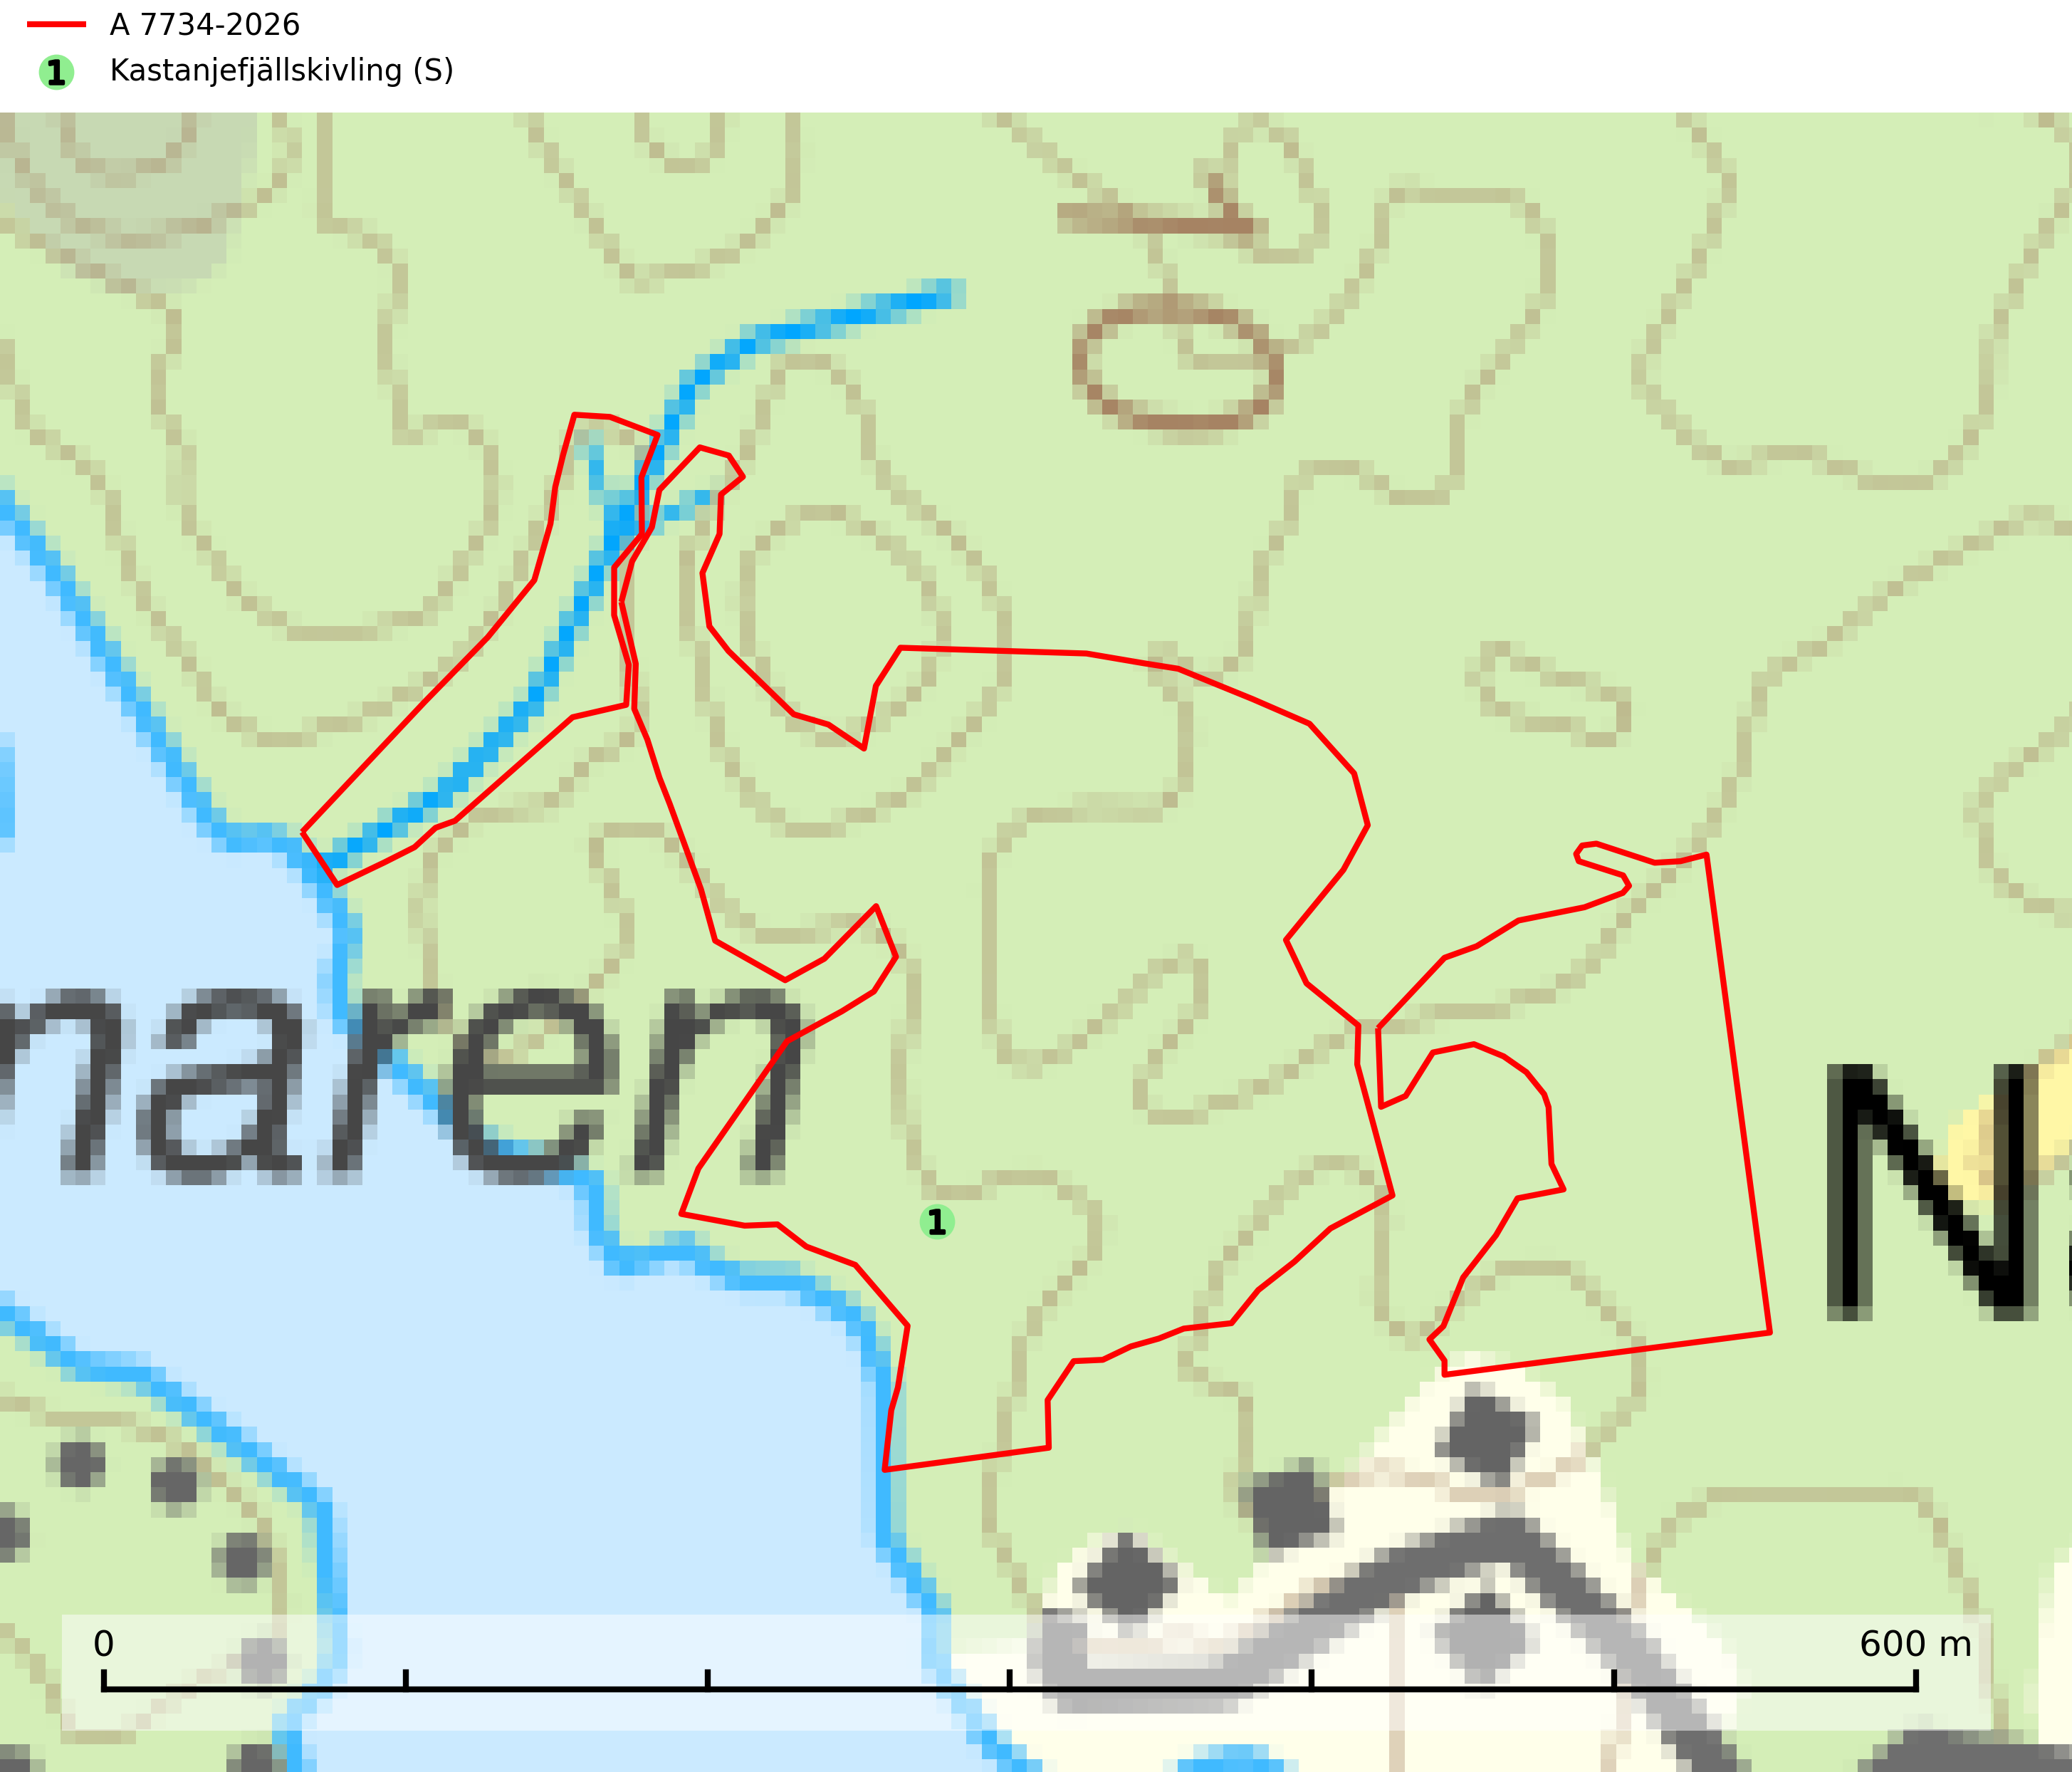 A 7734-2026
1 Kastanjefjällskivling (S)
naren
N
1
0 600 m